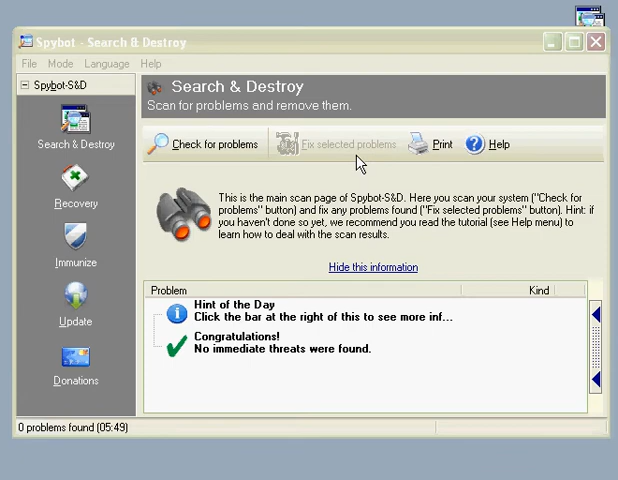 Spybot - Search & Destroy
File Mode Language Help
Spybot-S&D
Search & Destroy
Recovery
Immunize
Update
Donations
Search & Destroy
Scan for problems and remove them.
Check for problems Fix selected problems Print Help
This is the main scan page of Spybot-S&D. Here you scan your system ("Check for
problems" button) and fix any problems found ("Fix selected problems" button). Hint: if
you haven't done so yet, we recommend you read the tutorial (see Help menu) to
learn how to deal with the scan results.
Hide this information
Problem Kind
Hint of the Day
Click the bar at the right of this to see more inf...
Congratulations!
No immediate threats were found.
0 problems found (05:49)